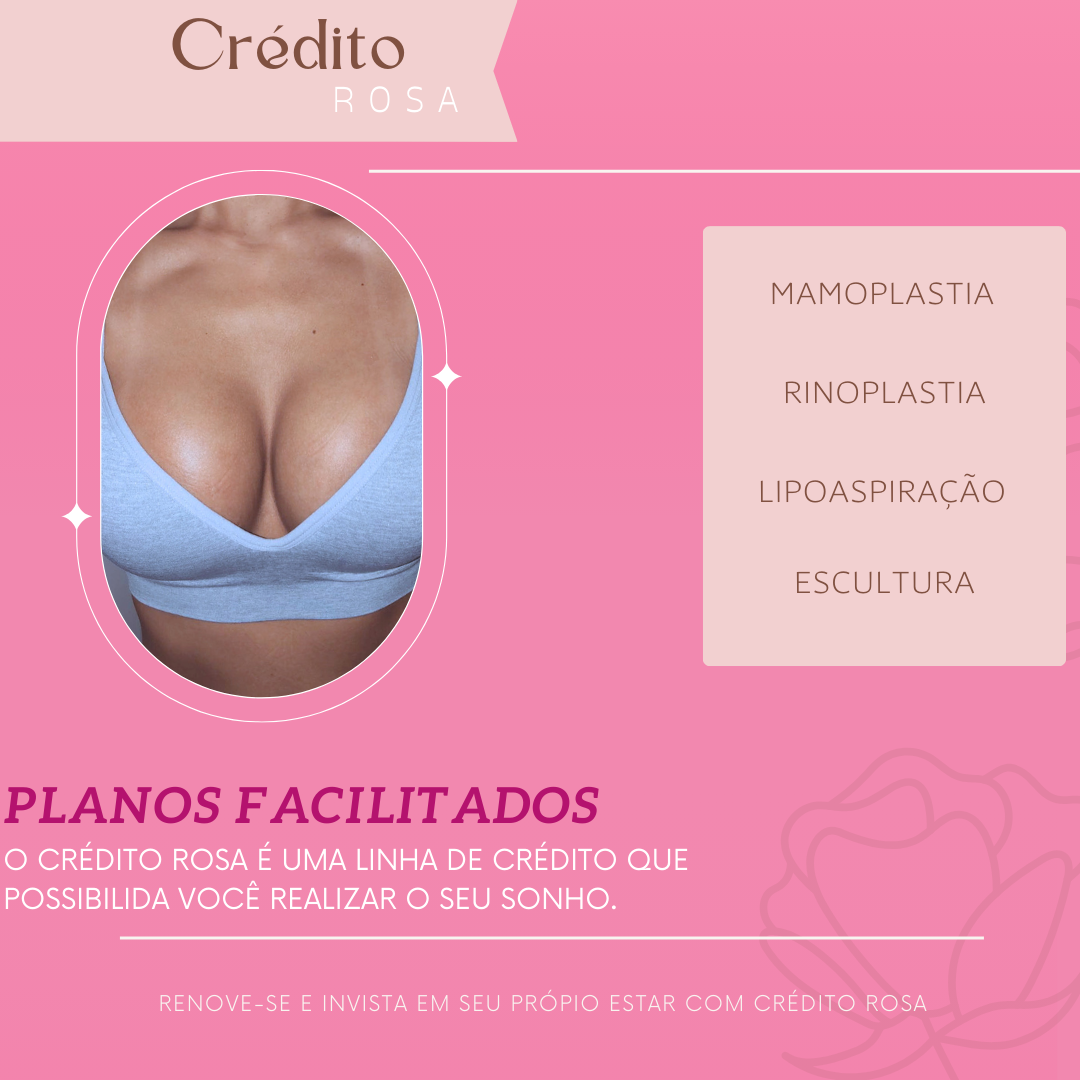 Crédito
ROSA
MAMOPLASTIA
RINOPLASTIA
LIPOASPIRAÇÃO
ESCULTURA
PLANOS FACILITADOS
O CRÉDITO ROSA É UMA LINHA DE CRÉDITO QUE
POSSIBILIDA VOCÊ REALIZAR O SEU SONHO.
RENOVE-SE E INVISTA EM SEU PRÓPIO ESTAR COM CRÉDITO ROSA